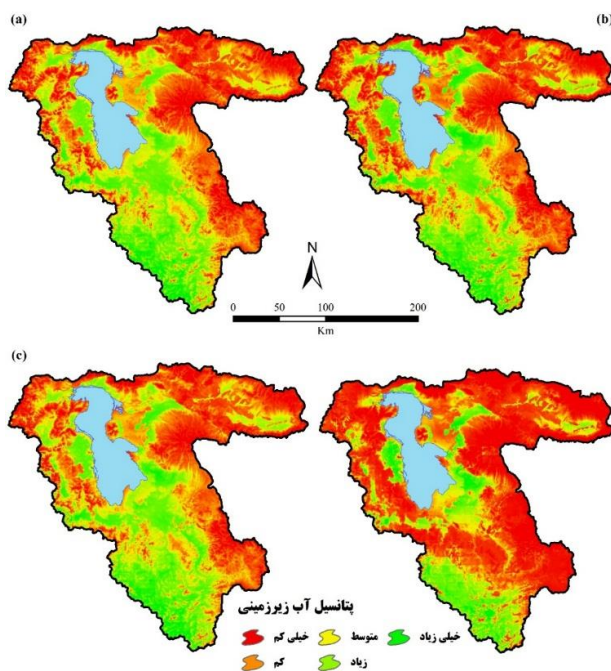 (a)
(b)
N
0 50 100 200
Km
(c)
پتانسیل آب زیرزمینی
خیلی کم
متوسط
خیلی زیاد
کم
زیاد